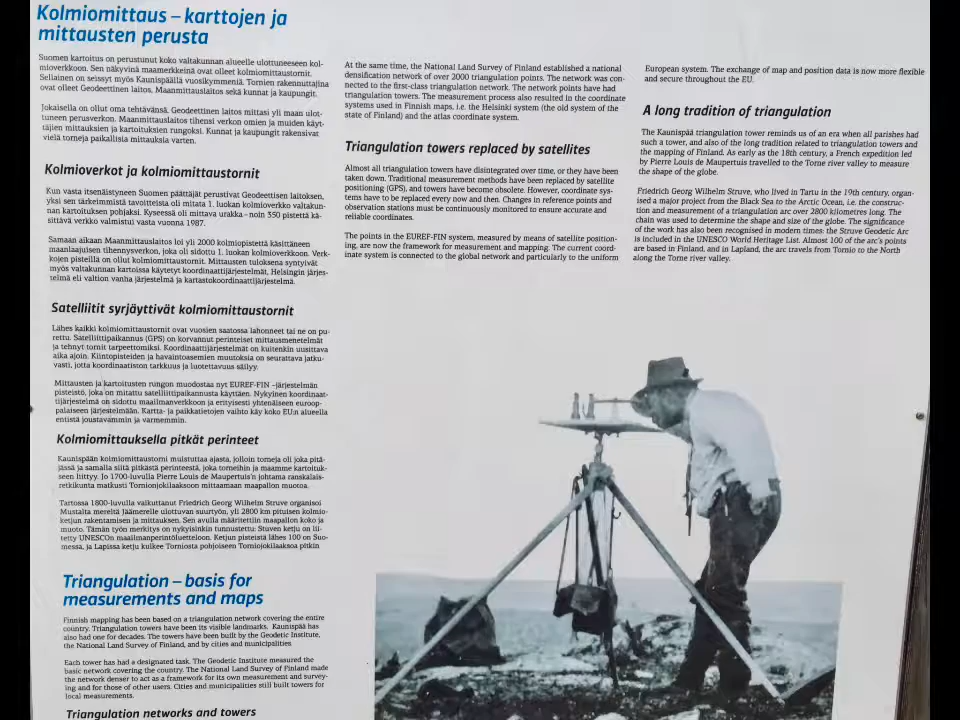 Kolmiomittaus – karttojen ja
mittausten perusta
Suomen kartoitus on perustunut koko valtakunnan alueelle ulottuneeseen kol-
mioverkkoon. Sen näkyvinä maamerkkeinä ovat olleet kolmiomittaustornit.
Sellainen on seissyt myös Kaunispäällä vuosikymmeniä. Tornien rakennuttajina
ovat olleet Geodeettinen laitos, Maanmittauslaitos sekä kunnat ja kaupungit.
Jokaisella on ollut oma tehtävänsä. Geodeettinen laitos mittasi yli maan ulot-
tuneen perusverkon. Maanmittauslaitos tihensi verkon omien ja muiden käyt-
täjien mittauksien ja kartoituksien rungoksi. Kunnat ja kaupungit rakensivat
vielä torneja paikallisia mittauksia varten.
Kolmioverkot ja kolmiomittaustornit
Kun vasta itsenäistyneen Suomen päättäjät perustivat Geodeettisen laitoksen,
yksi sen tärkeimmistä tavoitteista oli mitata 1. luokan kolmioverkko valtakun-
nan kartoituksen pohjaksi. Kyseessä oli mittava urakka – noin 350 pistettä kä-
sittävä verkko valmistui vasta vuonna 1987.
Samaan aikaan Maanmittauslaitos loi yli 2000 kolmiopistettä käsittäneen
maanlaajuisen tihennysverkon, joka oli sidottu 1. luokan kolmioverkkoon. Verk-
kojen pisteillä on ollut kolmiomittaustornit. Mittausten tuloksena syntyivät
myös valtakunnan kartoissa käytetyt koordinaattijärjestelmät, Helsingin järjes-
telmä eli valtion vanha järjestelmä ja kartastokoordinaattijärjestelmä.
Satelliitit syrjäyttivät kolmiomittaustornit
Lähes kaikki kolmiomittaustornit ovat vuosien saatossa lahonneet tai ne on pu-
rettu. Satelliittipaikannus (GPS) on korvannut perinteiset mittausmenetelmät
ja tehnyt tornit tarpeettomiksi. Koordinaattijärjestelmät on kuitenkin uusittava
aika ajoin. Kiintopisteiden ja havaintoasemien muutoksia on seurattava jatku-
vasti, jotta koordinaatiston tarkkuus ja luotettavuus säilyy.
Mittausten ja kartoitusten rungon muodostaa nyt EUREF-FIN -järjestelmän
pisteistö, joka on mitattu satelliittipaikannusta käyttäen. Nykyinen koordinaat-
tijärjestelmä on sidottu maailmanverkkoon ja erityisesti yhtenäiseen euroop-
palaiseen järjestelmään. Kartta- ja paikkatietojen vaihto käy koko EU:n alueella
entistä joustavammin ja varmemmin.
Kolmiomittauksella pitkät perinteet
Kaunispään kolmiomittaustorni muistuttaa ajasta, jolloin torneja oli joka pitä-
jässä ja samalla siitä pitkästä perinteestä, joka torneihin ja maamme kartoituk-
seen liittyy. Jo 1700-luvulla Pierre Louis de Maupertuis'n johtama ranskalais-
retkikunta matkusti Tornionjokilaaksoon mittaamaan maapallon muotoa.
Tartossa 1800-luvulla vaikuttanut Friedrich Georg Wilhelm Struve organisoi
Mustalta mereltä Jäämerelle ulottuvan suurtyön, yli 2800 km pituisen kolmio-
ketjun rakentamisen ja mittauksen. Sen avulla määritettiin maapallon koko ja
muoto. Tämän työn merkitys on nykyisinkin tunnustettu: Struven ketju on lii-
tetty UNESCOn maailmanperintöluetteloon. Ketjun pisteistä lähes 100 on Suo-
messa, ja Lapissa ketju kulkee Torniosta pohjoiseen Torniojokilaaksoa pitkin
Triangulation – basis for
measurements and maps
Finnish mapping has been based on a triangulation network covering the entire
country. Triangulation towers have been its visible landmarks. Kaunispää has
also had one for decades. The towers have been built by the Geodetic Institute,
the National Land Survey of Finland, and by cities and municipalities
Each tower has had a designated task. The Geodetic Institute measured the
basic network covering the country. The National Land Survey of Finland made
the network denser to act as a framework for its own measurement and survey-
ing and for those of other users. Cities and municipalities still built towers for
local measurements.
Triangulation networks and towers
At the same time, the National Land Survey of Finland established a national
densification network of over 2000 triangulation points. The network was con-
nected to the first-class triangulation network. The network points have had
triangulation towers. The measurement process also resulted in the coordinate
systems used in Finnish maps, i.e. the Helsinki system (the old system of the
state of Finland) and the atlas coordinate system.
Triangulation towers replaced by satellites
Almost all triangulation towers have disintegrated over time, or they have been
taken down. Traditional measurement methods have been replaced by satellite
positioning (GPS), and towers have become obsolete. However, coordinate sys-
tems have to be replaced every now and then. Changes in reference points and
observation stations must be continuously monitored to ensure accurate and
reliable coordinates.
The points in the EUREF-FIN system, measured by means of satellite position-
ing, are now the framework for measurement and mapping. The current coord-
inate system is connected to the global network and particularly to the uniform
European system. The exchange of map and position data is now more flexible
and secure throughout the EU.
A long tradition of triangulation
The Kaunispää triangulation tower reminds us of an era when all parishes had
such a tower, and also of the long tradition related to triangulation towers and
the mapping of Finland. As early as the 18th century, a French expedition led
by Pierre Louis de Maupertuis travelled to the Torne river valley to measure
the shape of the globe.
Friedrich Georg Wilhelm Struve, who lived in Tartu in the 19th century, organ-
ised a major project from the Black Sea to the Arctic Ocean, i.e. the construc-
tion and measurement of a triangulation arc over 2800 kilometres long. The
chain was used to determine the shape and size of the globe. The significance
of the work has also been recognised in modern times: the Struve Geodetic Arc
is included in the UNESCO World Heritage List. Almost 100 of the arc's points
are based in Finland, and in Lapland, the arc travels from Tornio to the North
along the Torne river valley.